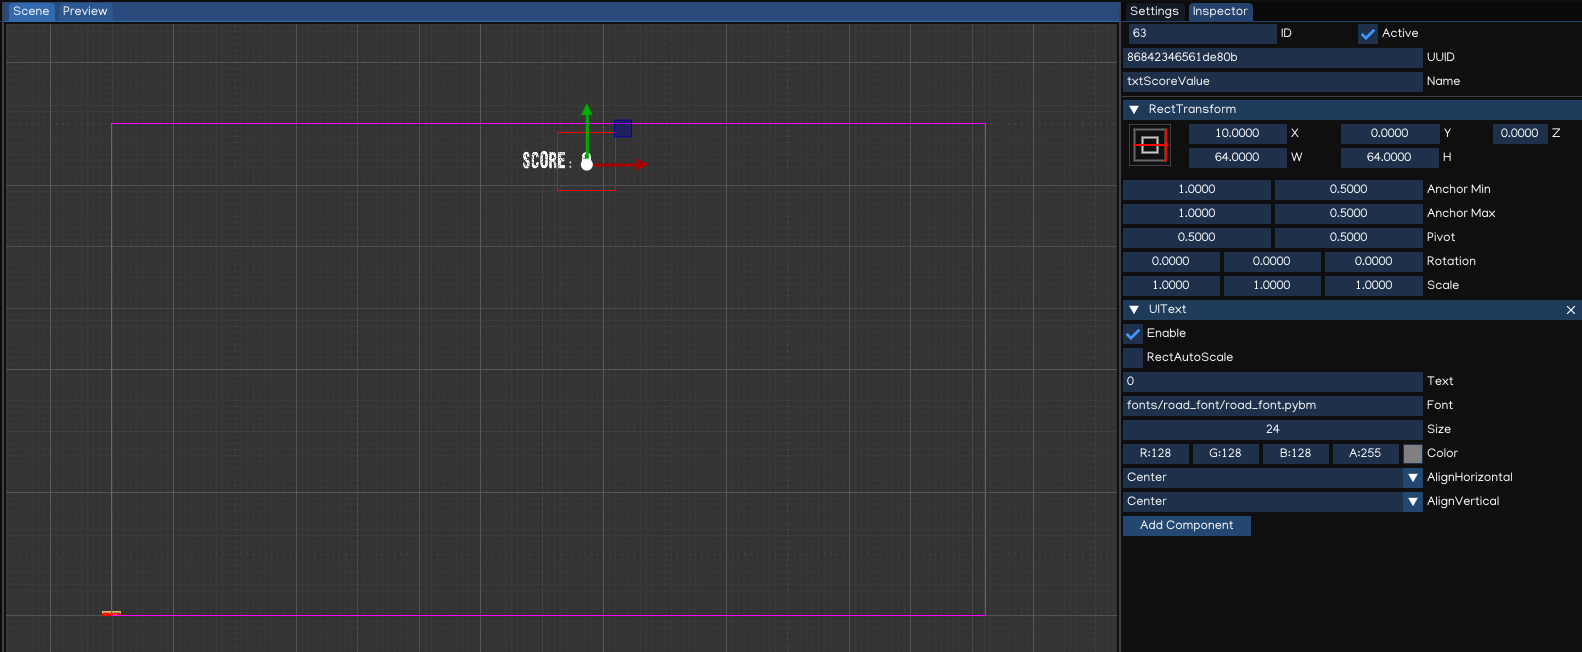 Scene Preview
Settings Inspector
63 ID Active
86842346561de80b UUID
txtScoreValue Name
RectTransform
10.0000 X 0.0000 Y 0.0000 Z
64.0000 W 64.0000 H
SCORE:
1.0000 0.5000 Anchor Min
1.0000 0.5000 Anchor Max
0.5000 0.5000 Pivot
0.0000 0.0000 0.0000 Rotation
1.0000 1.0000 1.0000 Scale
UIText
Enable
RectAutoScale
0 Text
fonts/road_font/road_font.pybm Font
24 Size
R:128 G:128 B:128 A:255 Color
Center AlignHorizontal
Center AlignVertical
Add Component